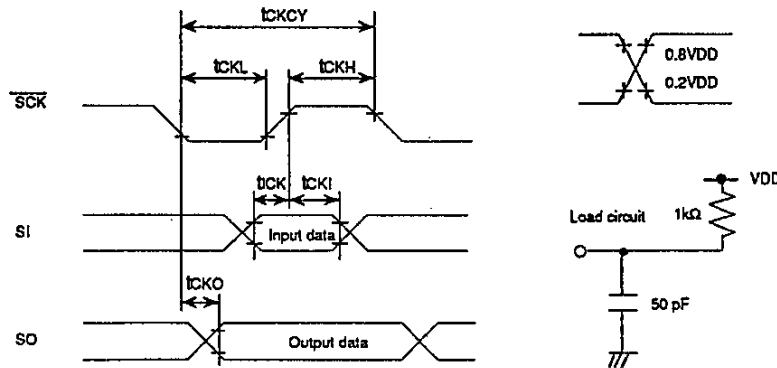 tCKCY
tCKL
tCKH
SCK
tICK
tCKI
SI
Input data
tCKO
SO
Output data
0.8VDD
0.2VDD
VDD
1kΩ
Load circuit
50 pF